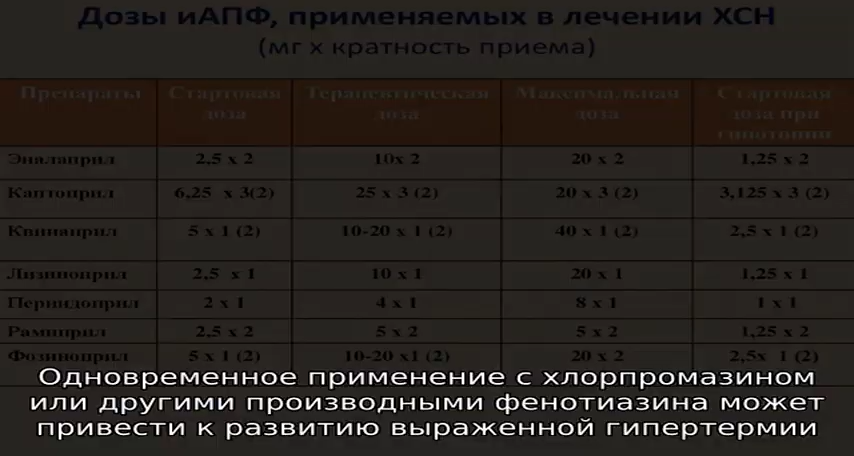 Дозы иАПФ, применяемых в лечении ХСН
(мг х кратность приема)
Препараты Стартовая доза Терапевтическая доза Максимальная доза Стартовая доза при гипотонии
Эналаприл 2,5 х 2 10х 2 20 х 2 1,25 х 2
Каптоприл 6,25 х 3(2) 25 х 3 (2) 20 х 3 (2) 3,125 х 3 (2)
Квинаприл 5 х 1 (2) 10-20 х 1 (2) 40 х 1 (2) 2,5 х 1 (2)
Лизиноприл 2,5 х 1 10 х 1 20 х 1 1,25 х 1
Периндоприл 2 х 1 4 х 1 8 х 1 1 х 1
Рамиприл 2,5 х 2 5 х 2 5 х 2 1,25 х 2
Фозиноприл 5 х 1 (2) 10-20 х1 (2) 20 х 2 2,5х 1 (2)
Одновременное применение с хлорпромазином
или другими производными фенотиазина может
привести к развитию выраженной гипертермии